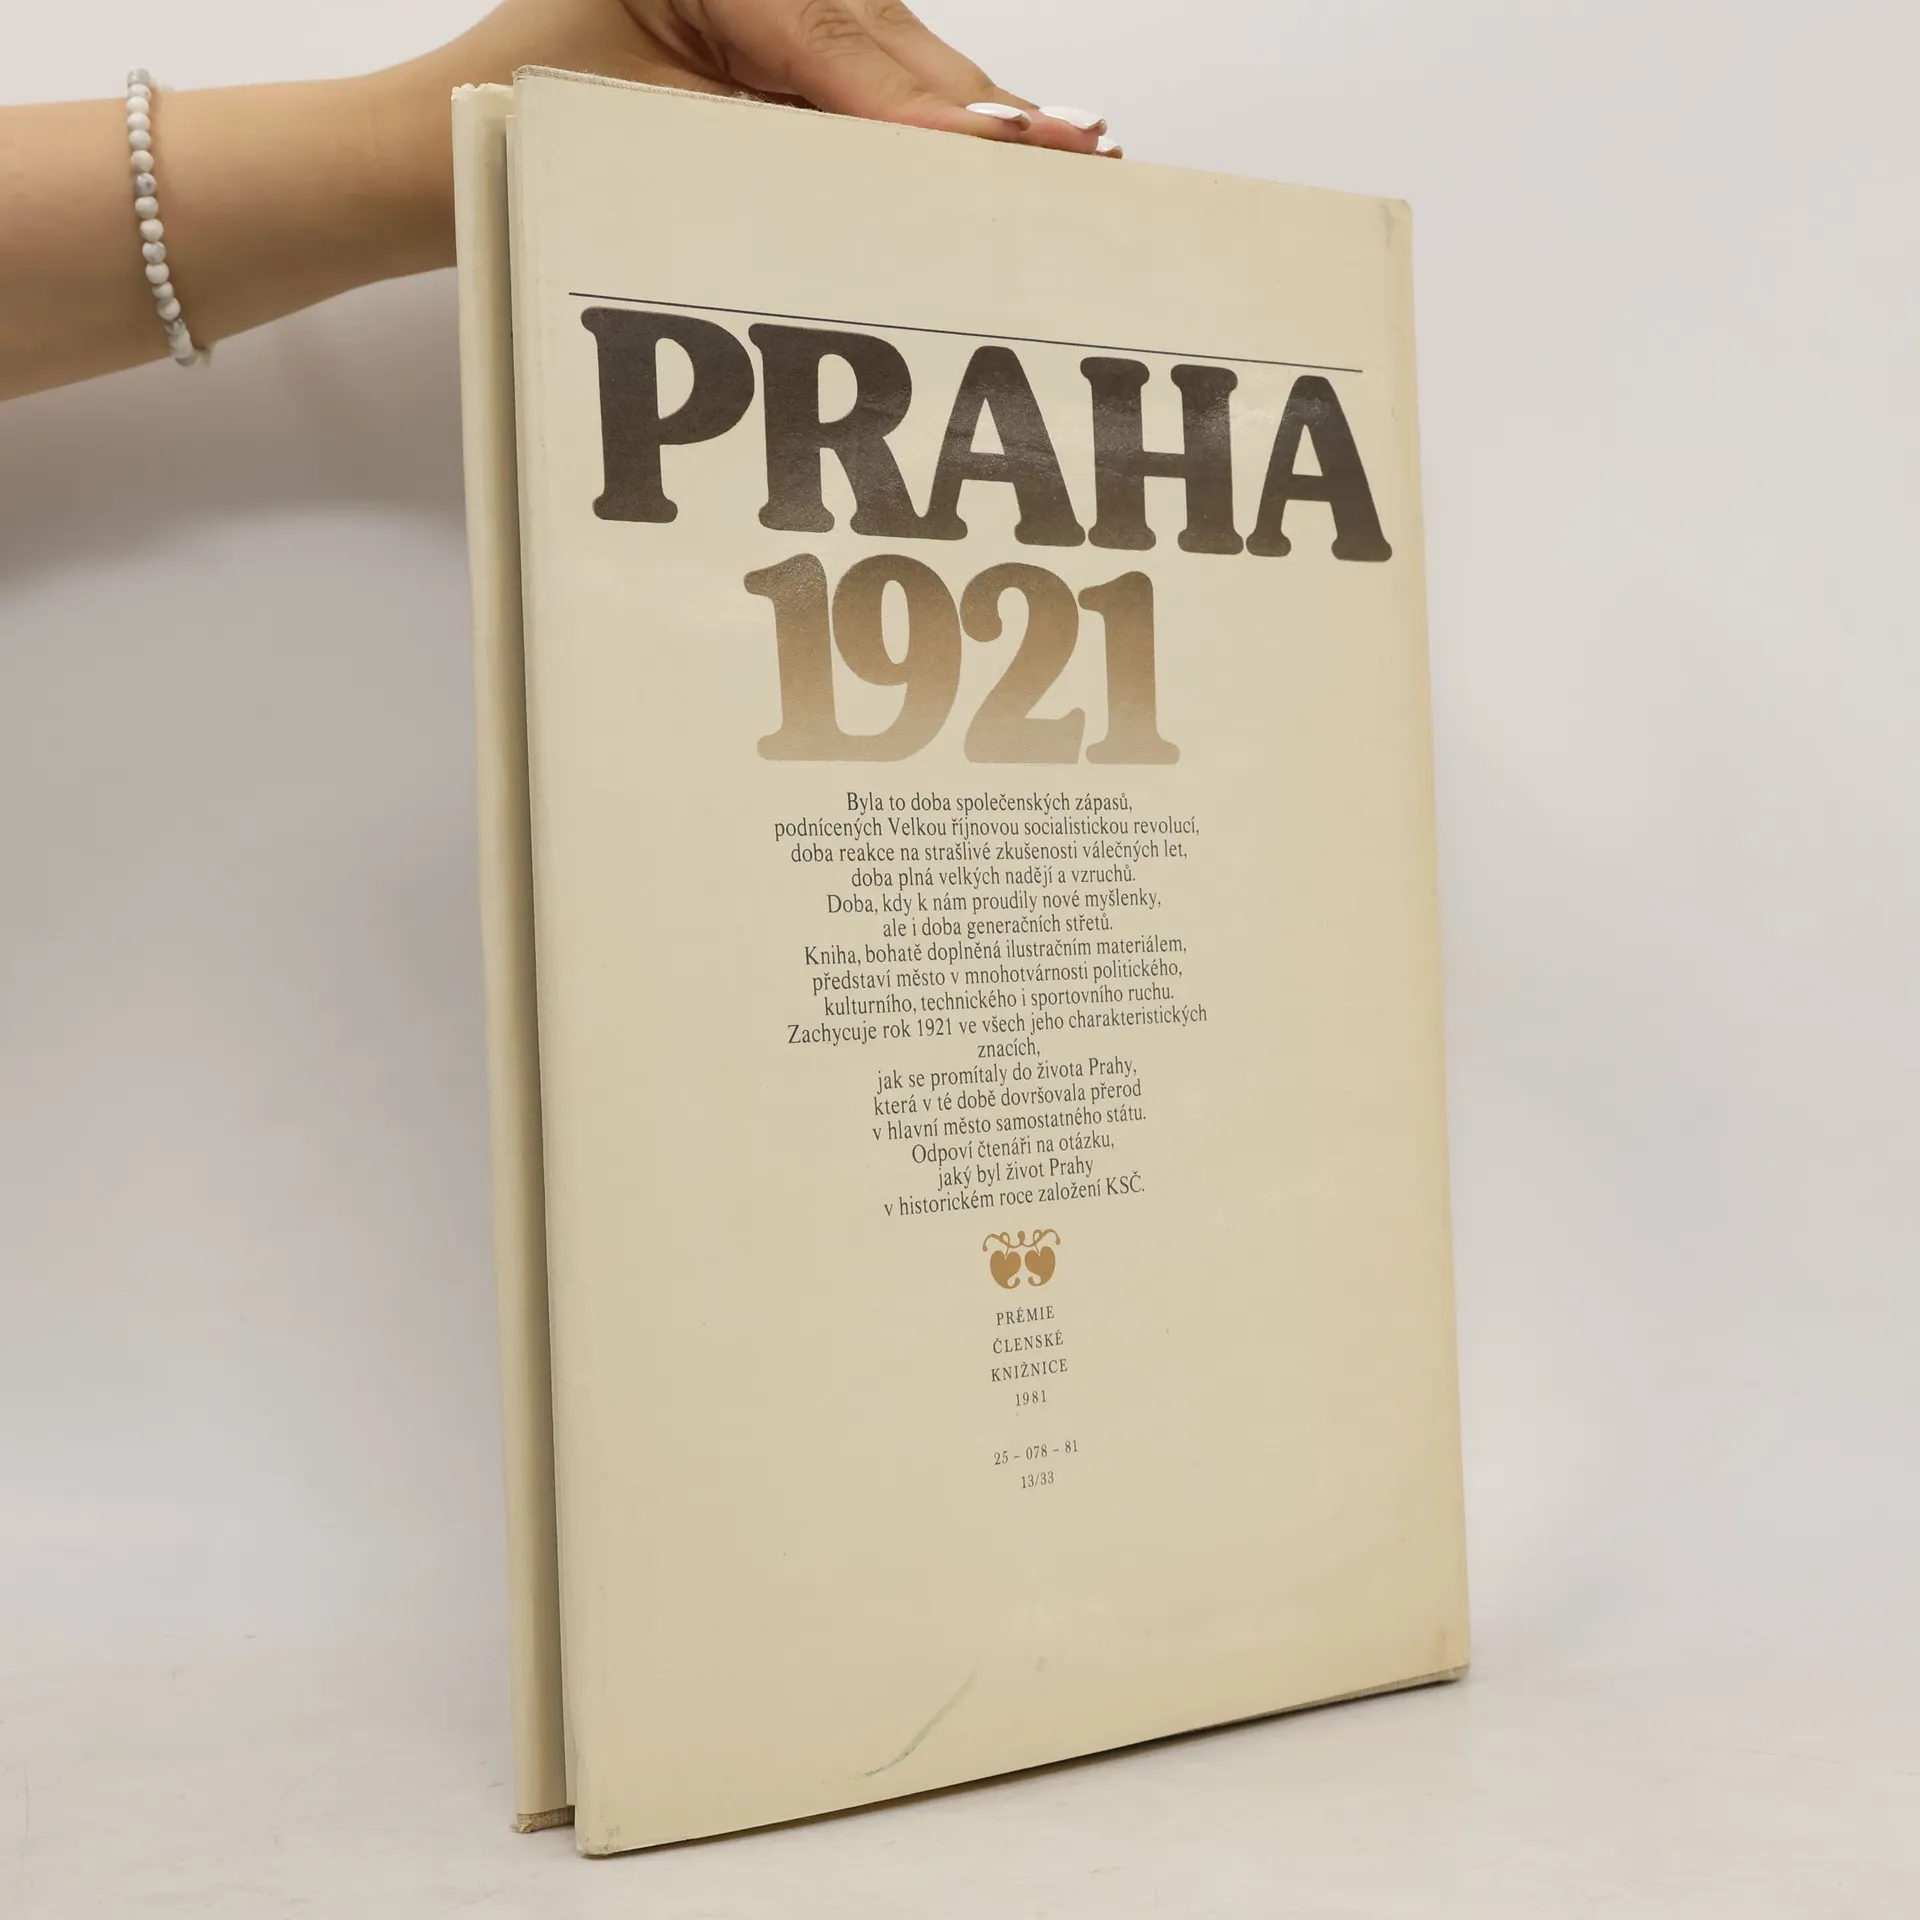 PRAHA
1921
Byla to doba společenských zápasů,
podnícených Velkou říjnovou socialistickou revolucí,
doba reakce na strašlivé zkušenosti válečných let,
doba plná velkých nadějí a vzruchů.
Doba, kdy k nám proudily nové myšlenky,
ale i doba generačních střetů.
Kniha, bohatě doplněná ilustračním materiálem,
představí město v mnohotvárnosti politického,
kulturního, technického i sportovního ruchu.
Zachycuje rok 1921 ve všech jeho charakteristických
znacích,
jak se promítaly do života Prahy,
která v té době dovršovala přerod
v hlavní město samostatného státu.
Odpoví čtenáři na otázku,
jaký byl život Prahy
v historickém roce založení KSČ.
PRÉMIE
ČLENSKÉ
KNIŽNICE
1981
25 – 078 – 81
13/33